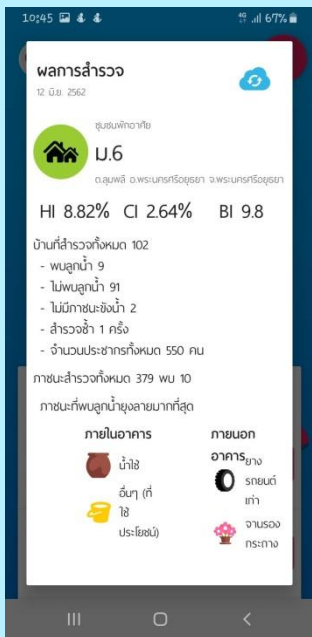 10:45 4G 67%
ผลการสำรวจ
12 มิ.ย. 2562
ชุมชนพักอาศัย
ม.6
ต.ลุมพลี อ.พระนครศรีอยุธยา จ.พระนครศรีอยุธยา
HI 8.82% CI 2.64% BI 9.8
บ้านที่สำรวจทั้งหมด 102
- พบลูกน้ำ 9
- ไม่พบลูกน้ำ 91
- ไม่มีภาชนะขังน้ำ 2
- สำรวจซ้ำ 1 ครั้ง
- จำนวนประชากรทั้งหมด 550 คน
ภาชนะสำรวจทั้งหมด 379 พบ 10
ภาชนะที่พบลูกน้ำยุงลายมากที่สุด
ภายในอาคาร
น้ำใช้
อื่นๆ (ที่
ใช้
ประโยชน์)
ภายนอก
อาคาร
ยาง
รถยนต์
เก่า
จานรอง
กระถาง